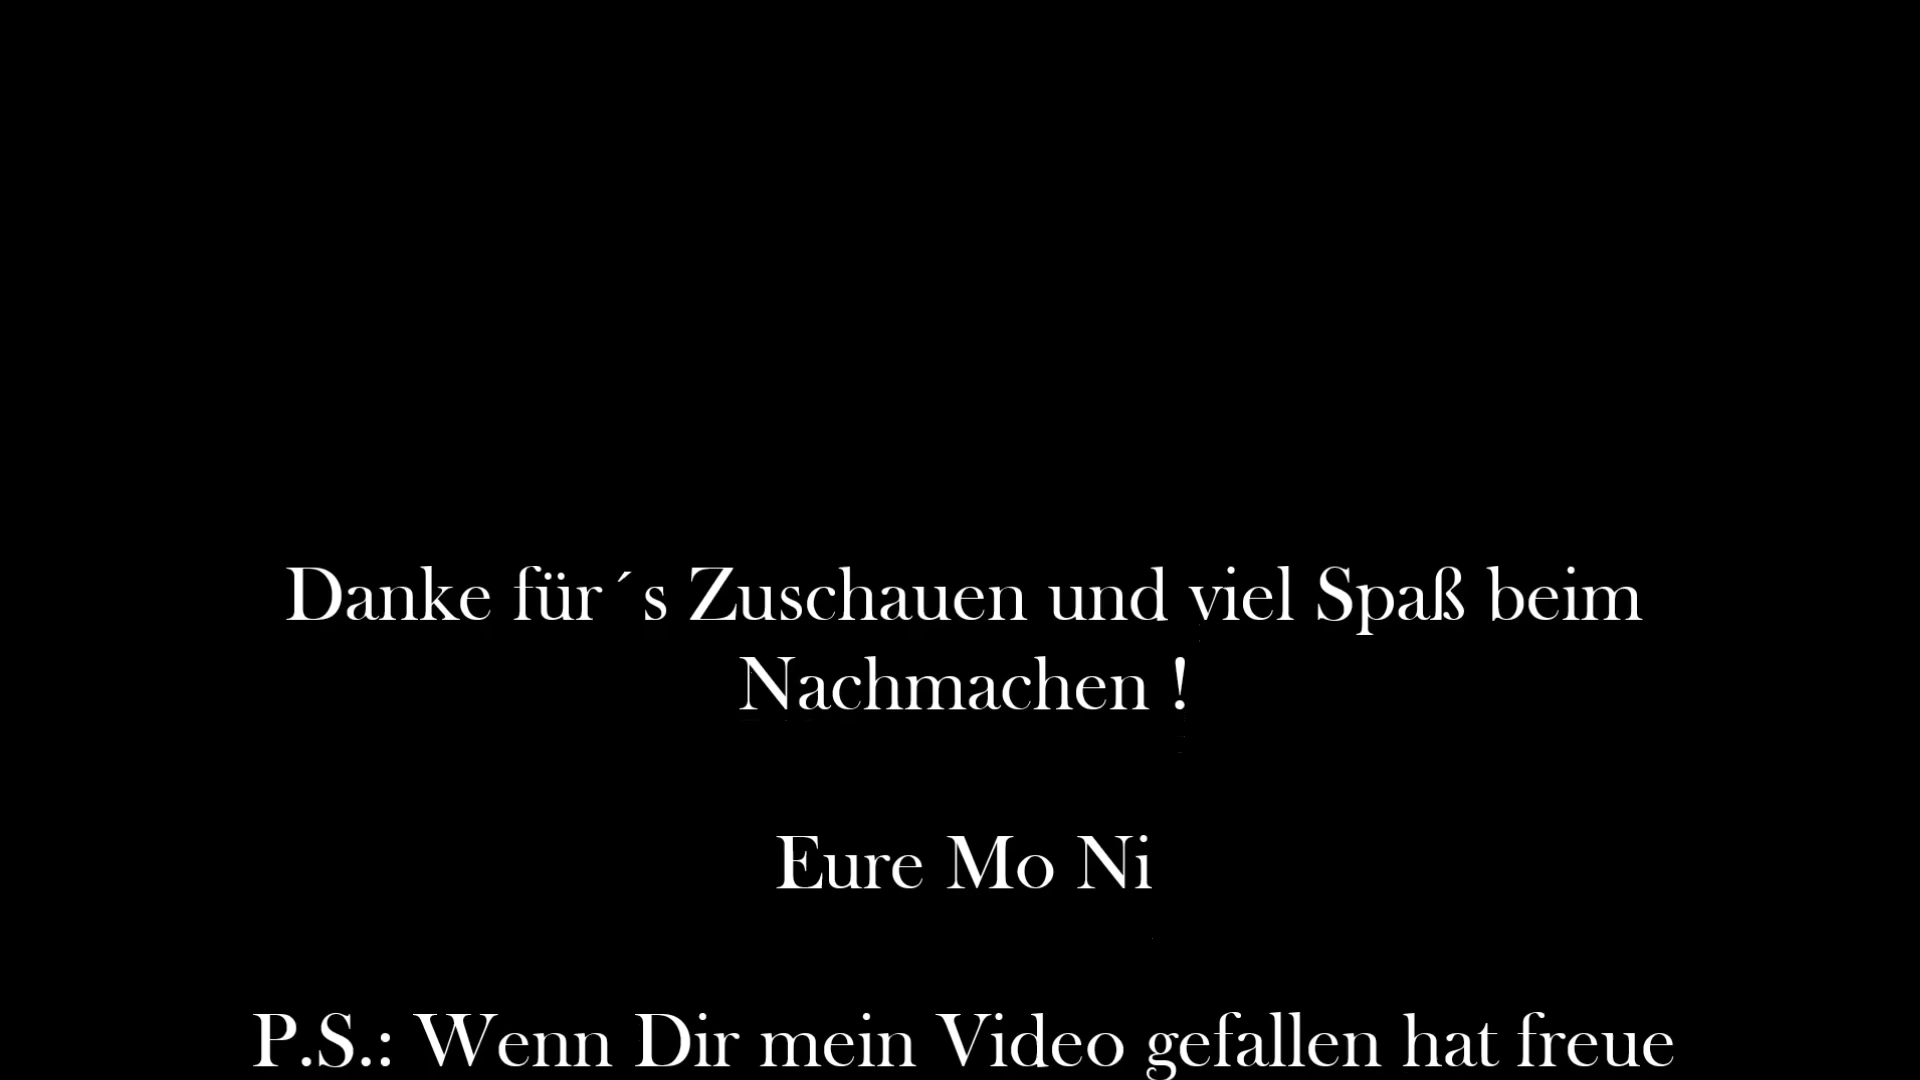 Danke für´s Zuschauen und viel Spaß beim
Nachmachen !
Eure Mo Ni
P.S.: Wenn Dir mein Video gefallen hat freue